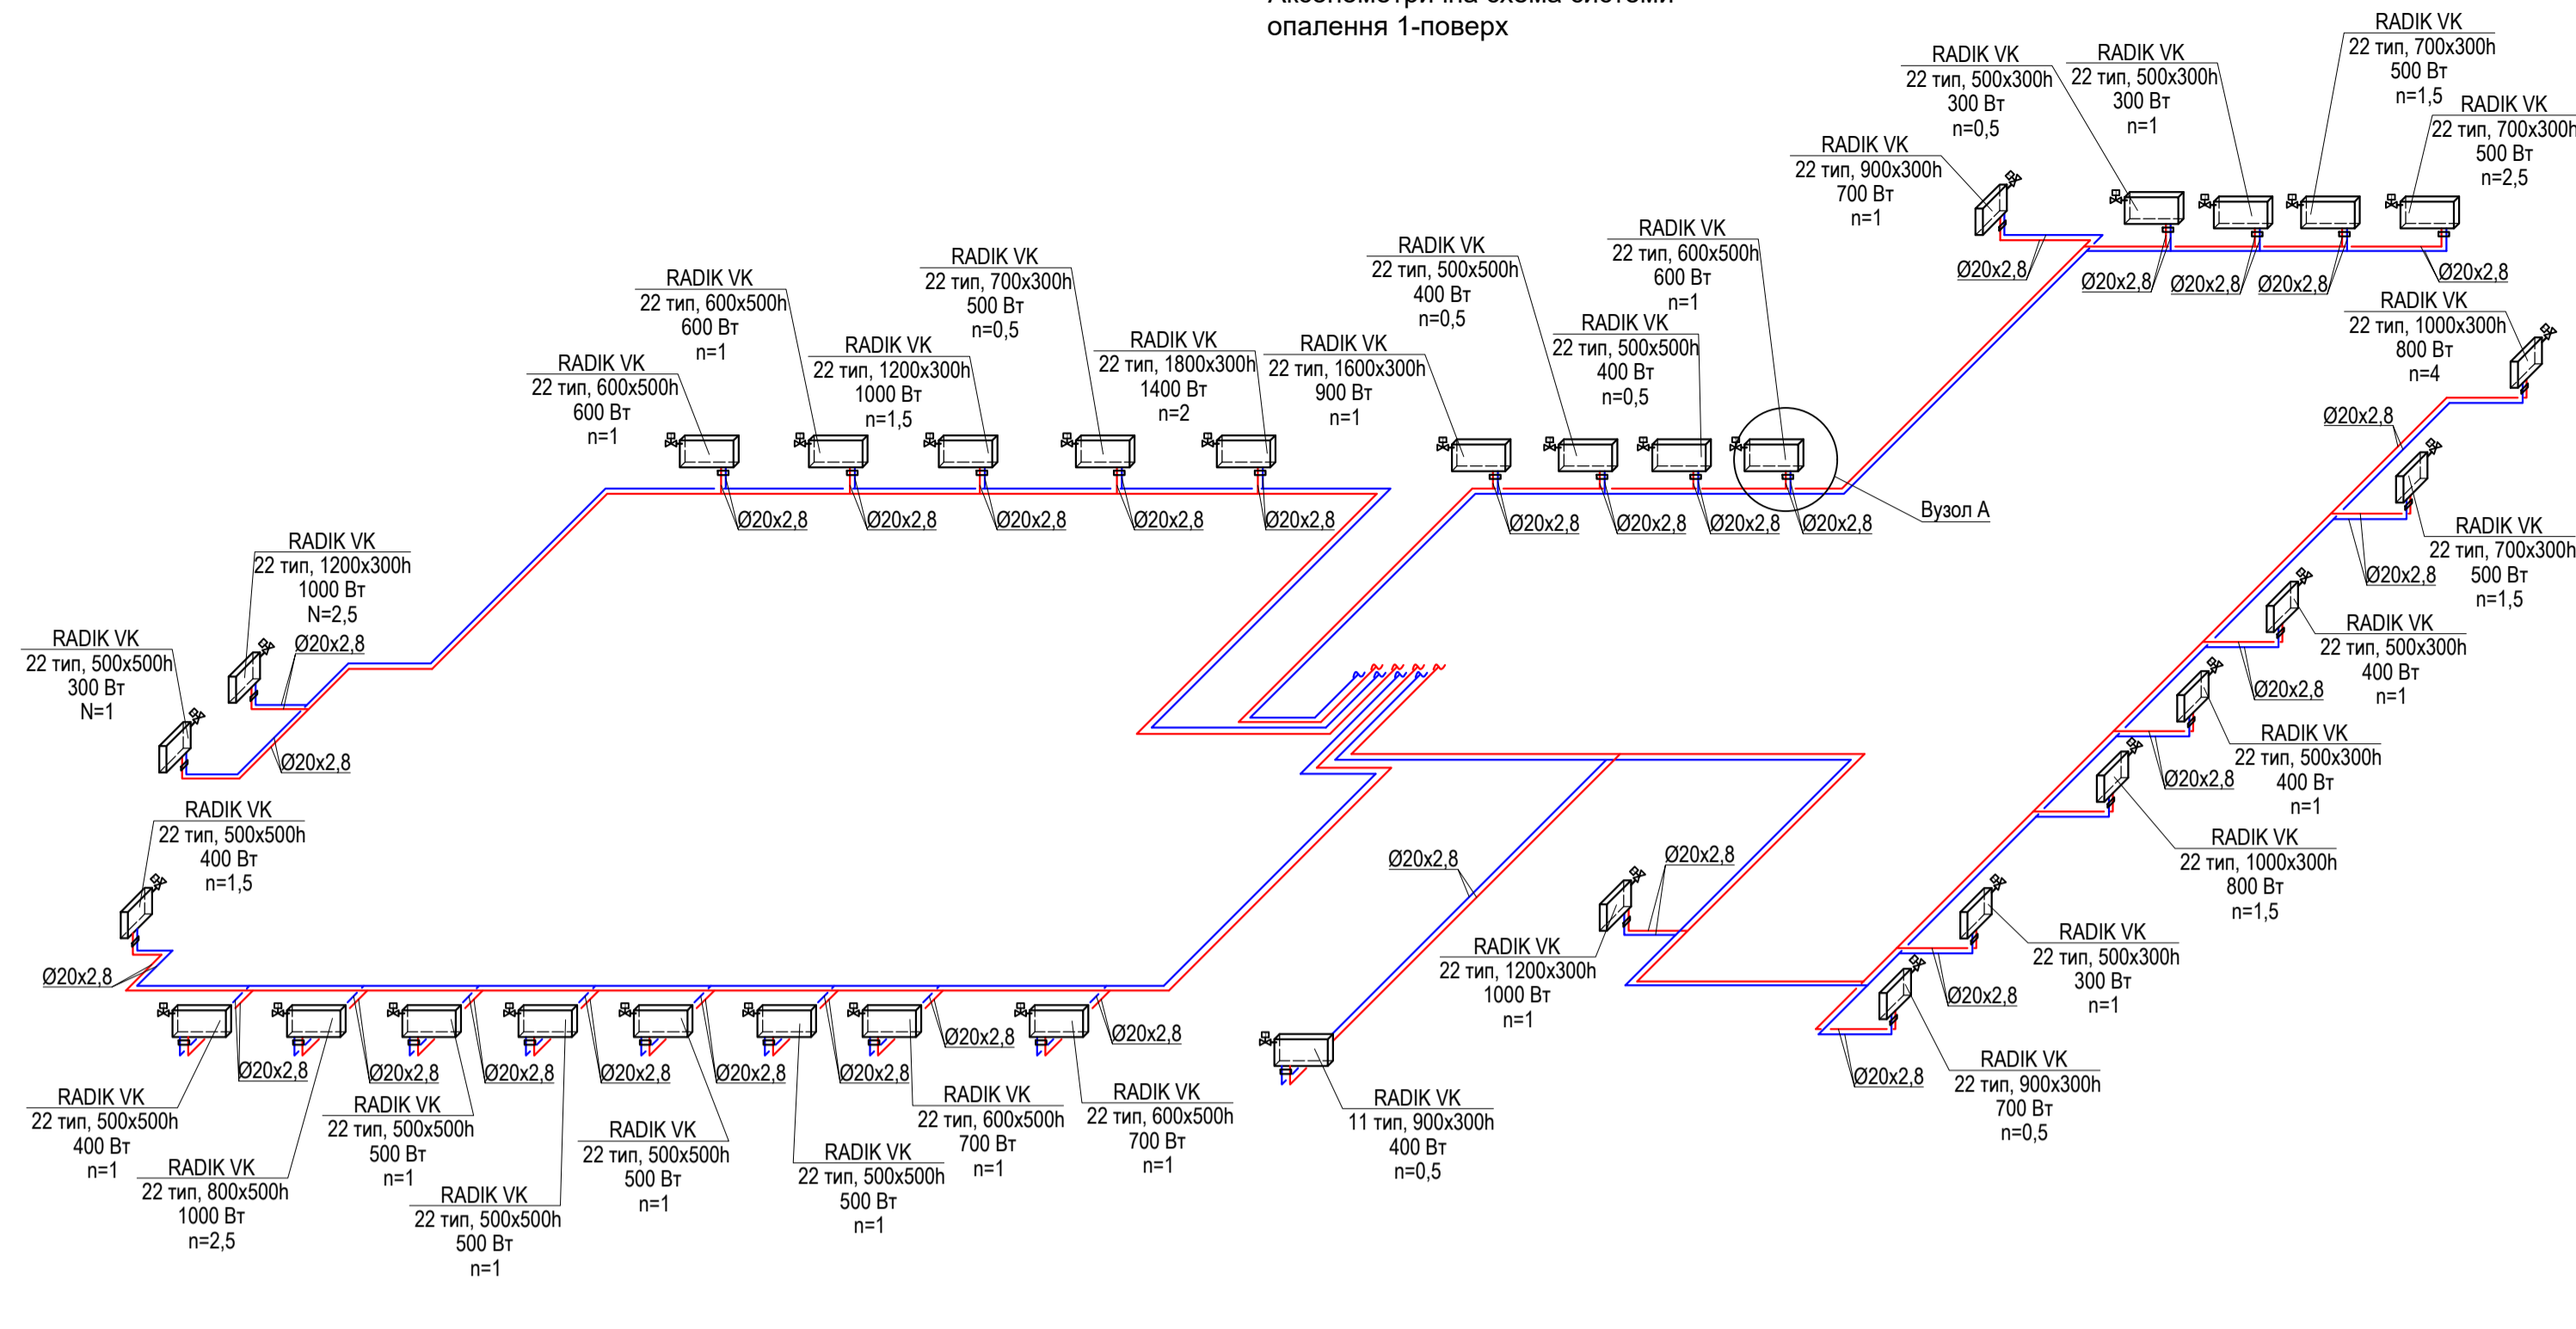 Аксонометрична схема системи
опалення 1-поверх
RADIK VK
22 тип, 700x300h
500 Вт
n=1,5
RADIK VK
22 тип, 500x300h
300 Вт
n=0,5
RADIK VK
22 тип, 500x300h
300 Вт
n=1
RADIK VK
22 тип, 700x300h
500 Вт
n=2,5
RADIK VK
22 тип, 900x300h
700 Вт
n=1
Ø20x2,8
Ø20x2,8
Ø20x2,8
Ø20x2,8
Ø20x2,8
RADIK VK
22 тип, 600x500h
600 Вт
n=1
RADIK VK
22 тип, 600x500h
600 Вт
n=1
RADIK VK
22 тип, 1200x300h
1000 Вт
n=1,5
RADIK VK
22 тип, 700x300h
500 Вт
n=0,5
RADIK VK
22 тип, 1800x300h
1400 Вт
n=2
RADIK VK
22 тип, 1600x300h
900 Вт
n=1
RADIK VK
22 тип, 500x500h
400 Вт
n=0,5
RADIK VK
22 тип, 500x500h
400 Вт
n=0,5
RADIK VK
22 тип, 600x500h
600 Вт
n=1
Ø20x2,8
Ø20x2,8
Ø20x2,8
Ø20x2,8
Ø20x2,8
Ø20x2,8
Ø20x2,8
Ø20x2,8
Ø20x2,8
Вузол А
RADIK VK
22 тип, 1000x300h
800 Вт
n=4
Ø20x2,8
RADIK VK
22 тип, 700x300h
500 Вт
n=1,5
Ø20x2,8
RADIK VK
22 тип, 500x300h
400 Вт
n=1
Ø20x2,8
RADIK VK
22 тип, 500x300h
400 Вт
n=1
Ø20x2,8
RADIK VK
22 тип, 1000x300h
800 Вт
n=1,5
RADIK VK
22 тип, 500x300h
300 Вт
n=1
Ø20x2,8
RADIK VK
22 тип, 900x300h
700 Вт
n=0,5
Ø20x2,8
RADIK VK
22 тип, 1200x300h
1000 Вт
N=2,5
Ø20x2,8
RADIK VK
22 тип, 500x500h
300 Вт
N=1
Ø20x2,8
RADIK VK
22 тип, 500x500h
400 Вт
n=1,5
Ø20x2,8
Ø20x2,8
Ø20x2,8
RADIK VK
22 тип, 1200x300h
1000 Вт
n=1
Ø20x2,8
Ø20x2,8
Ø20x2,8
Ø20x2,8
Ø20x2,8
Ø20x2,8
Ø20x2,8
Ø20x2,8
RADIK VK
22 тип, 500x500h
400 Вт
n=1
RADIK VK
22 тип, 800x500h
1000 Вт
n=2,5
RADIK VK
22 тип, 500x500h
500 Вт
n=1
RADIK VK
22 тип, 500x500h
500 Вт
n=1
RADIK VK
22 тип, 500x500h
500 Вт
n=1
RADIK VK
22 тип, 500x500h
500 Вт
n=1
RADIK VK
22 тип, 600x500h
700 Вт
n=1
RADIK VK
22 тип, 600x500h
700 Вт
n=1
RADIK VK
11 тип, 900x300h
400 Вт
n=0,5